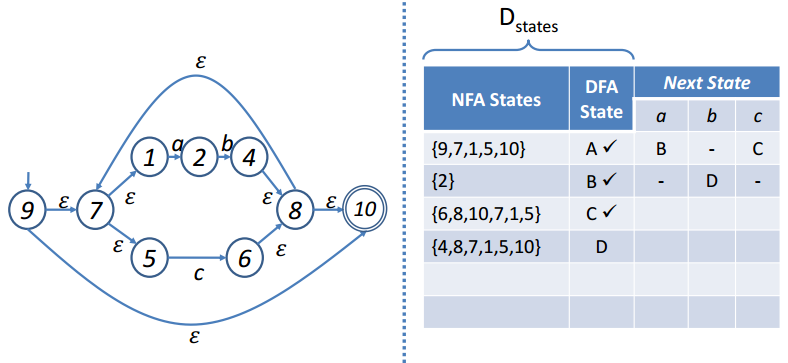 D states
ε
NFA States DFA State Next State
a b c
1 a 2 b 4
{9,7,1,5,10} A ✓ B - C
{2} B ✓ - D -
9 ε 7 ε ε 8 ε 10
{6,8,10,7,1,5} C ✓
ε 5 c 6 ε
{4,8,7,1,5,10} D
ε